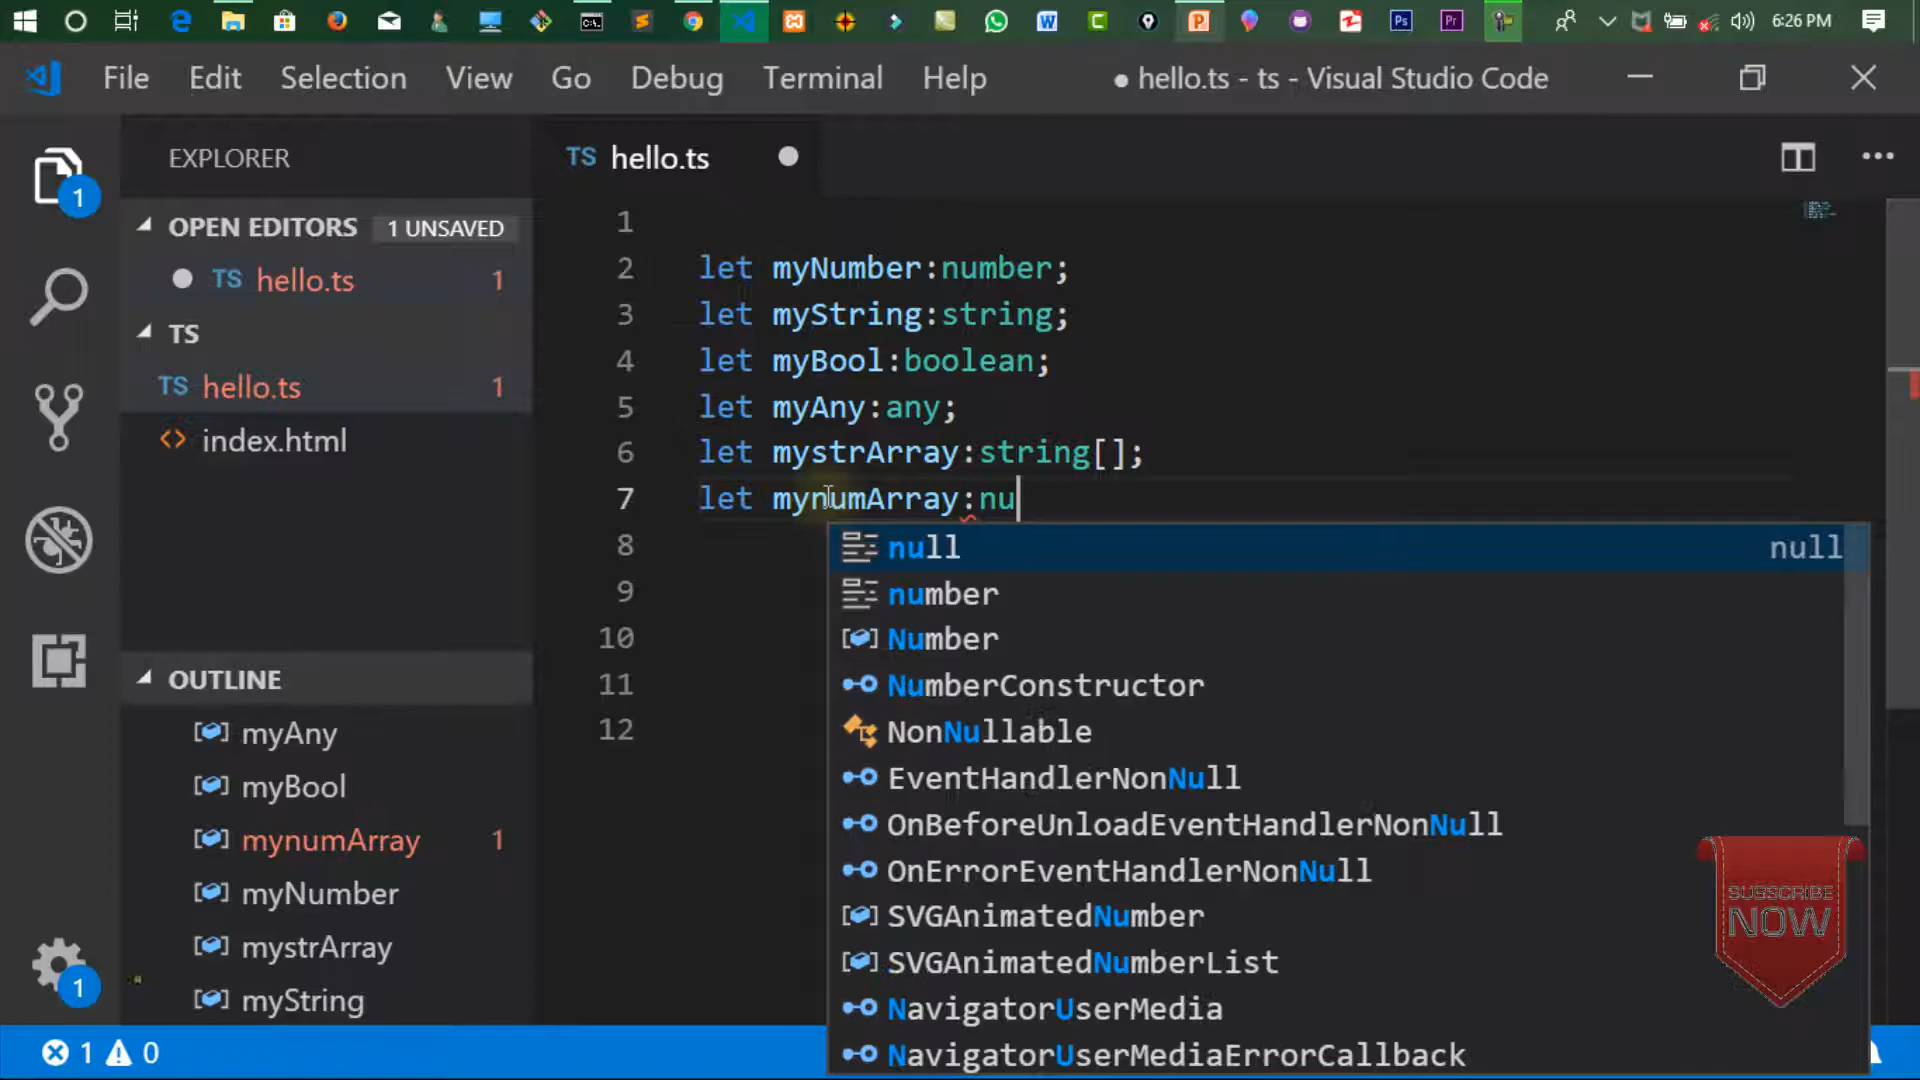 6:26 PM
File Edit Selection View Go Debug Terminal Help ● hello.ts - ts - Visual Studio Code
EXPLORER
TS hello.ts
OPEN EDITORS 1 UNSAVED
TS hello.ts 1
TS
TS hello.ts 1
index.html
OUTLINE
myAny
myBool
mynumArray 1
myNumber
mystrArray
myString
1
1
1
2 let myNumber:number;
3 let myString:string;
4 let myBool:boolean;
5 let myAny:any;
6 let mystrArray:string[];
7 let mynumArray:nu
8
9
10
11
12
null null
number
Number
NumberConstructor
NonNullable
EventHandlerNonNull
OnBeforeUnloadEventHandlerNonNull
OnErrorEventHandlerNonNull
SVGAnimatedNumber
SVGAnimatedNumberList
NavigatorUserMedia
NavigatorUserMediaErrorCallback
SUBSCRIBE
NOW
1 0